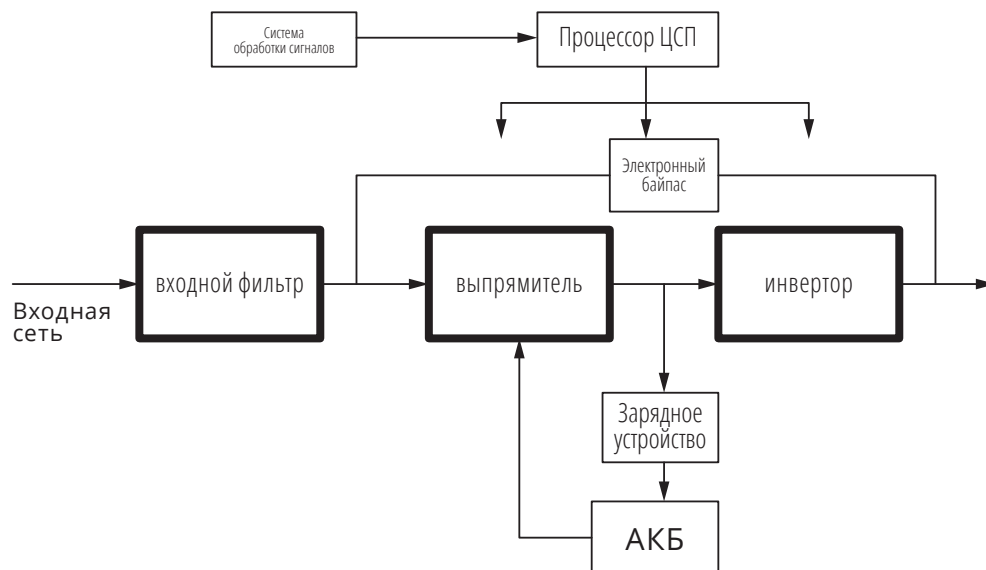 Система
обработки сигналов
Процессор ЦСП
Электронный
байпас
входной фильтр
выпрямитель
инвертор
Входная
сеть
Зарядное
устройство
АКБ